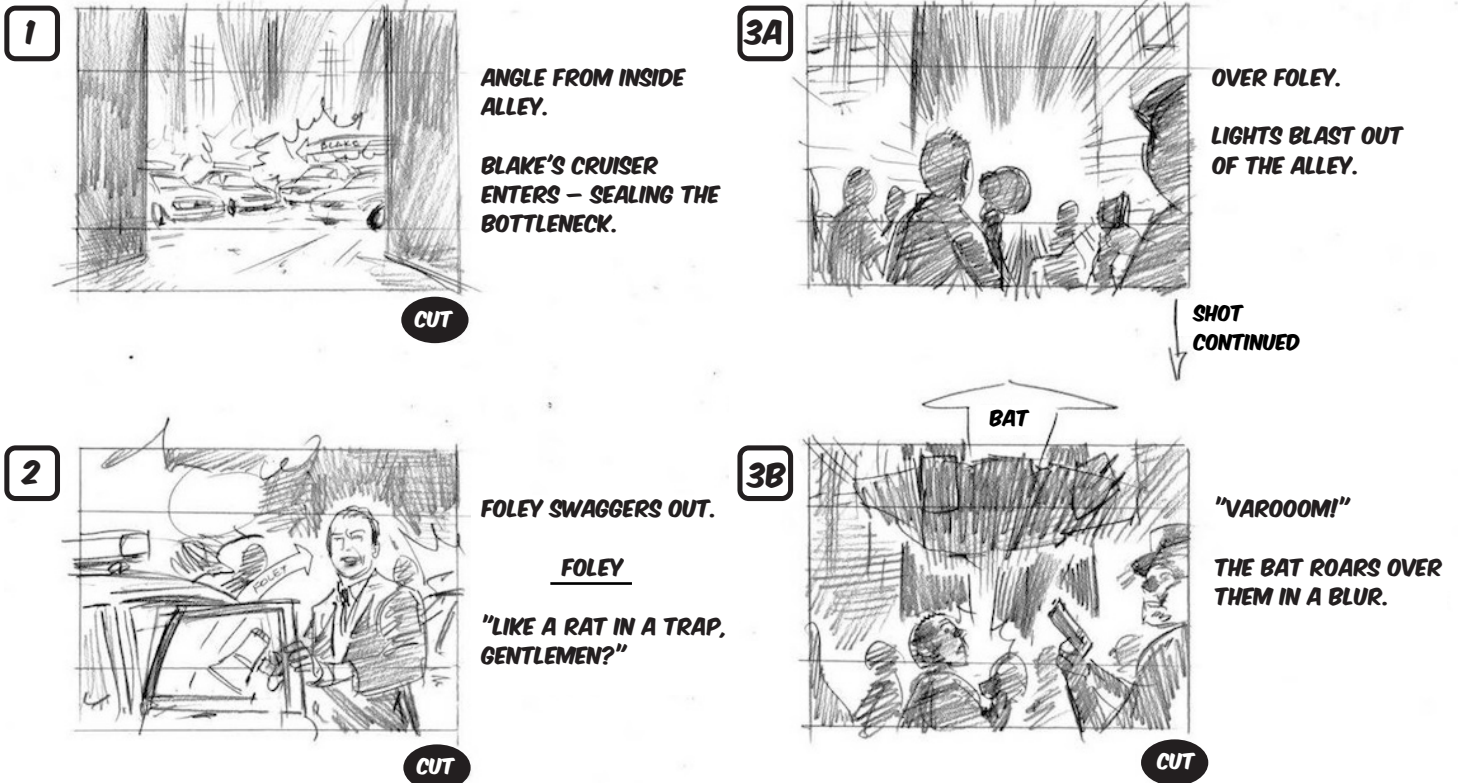 1
BLAKE
ANGLE FROM INSIDE
ALLEY.
BLAKE'S CRUISER
ENTERS – SEALING THE
BOTTLENECK.
CUT
2
FOLEY
FOLEY SWAGGERS OUT.
FOLEY
"LIKE A RAT IN A TRAP,
GENTLEMEN?"
CUT
3A
OVER FOLEY.
LIGHTS BLAST OUT
OF THE ALLEY.
SHOT
CONTINUED
BAT
3B
"VAROOOM!"
THE BAT ROARS OVER
THEM IN A BLUR.
CUT